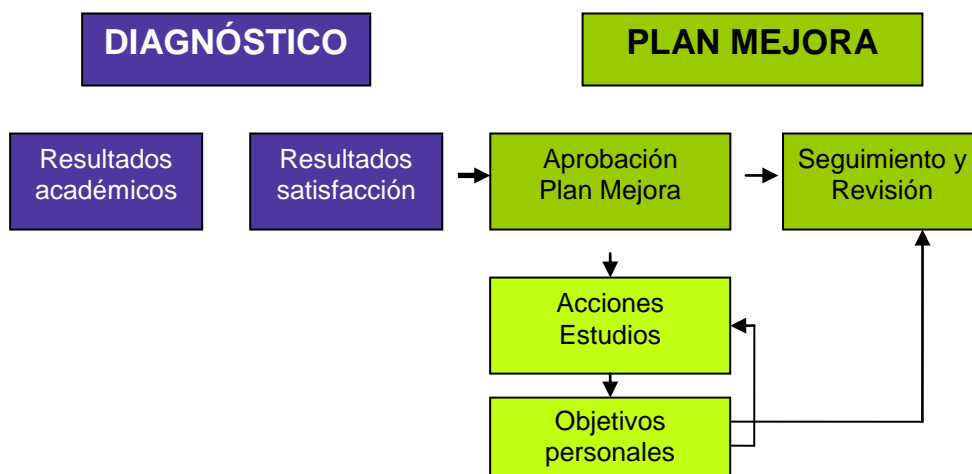 DIAGNÓSTICO
PLAN MEJORA
Resultados
académicos
Resultados
satisfacción
Aprobación
Plan Mejora
Seguimiento y
Revisión
Acciones
Estudios
Objetivos
personales